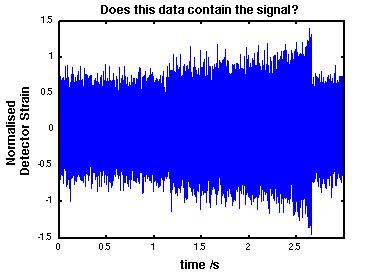 Does this data contain the signal?
Normalised
Detector Strain
1.5
1
0.5
0
-0.5
-1
-1.5
0 0.5 1 1.5 2 2.5
time /s